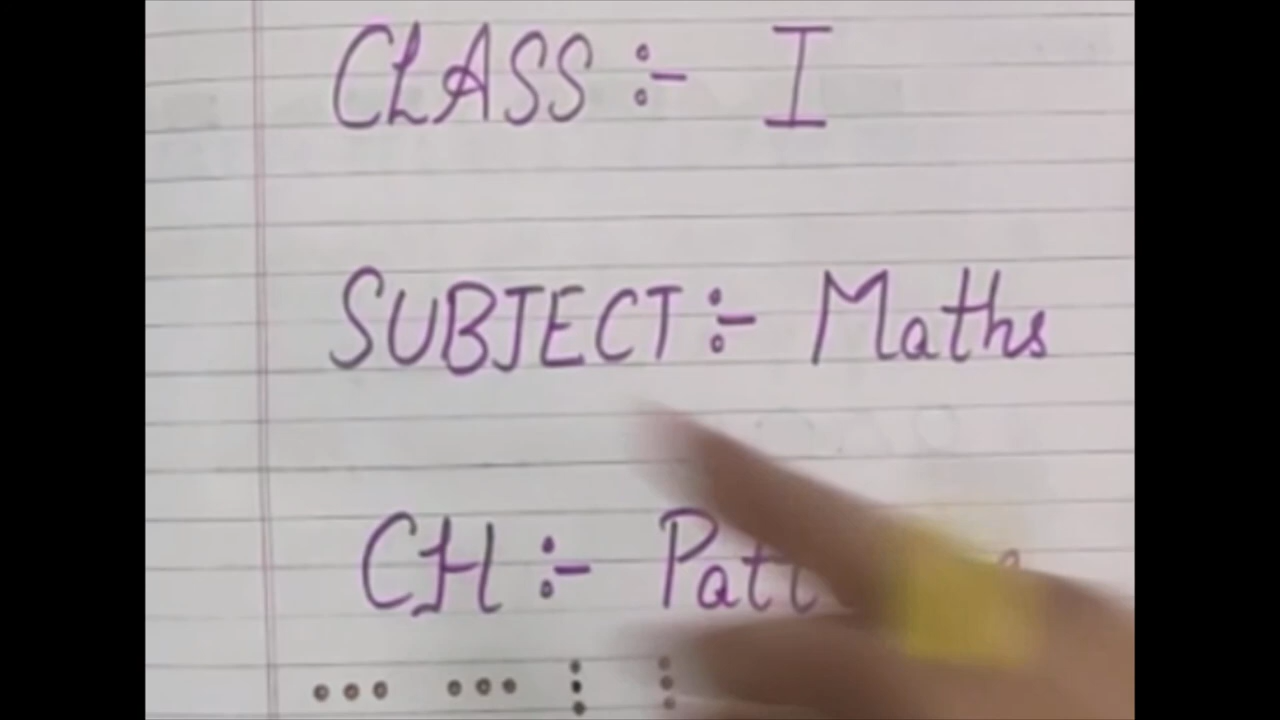 CLASS :- I
SUBJECT :- Maths
CH :-